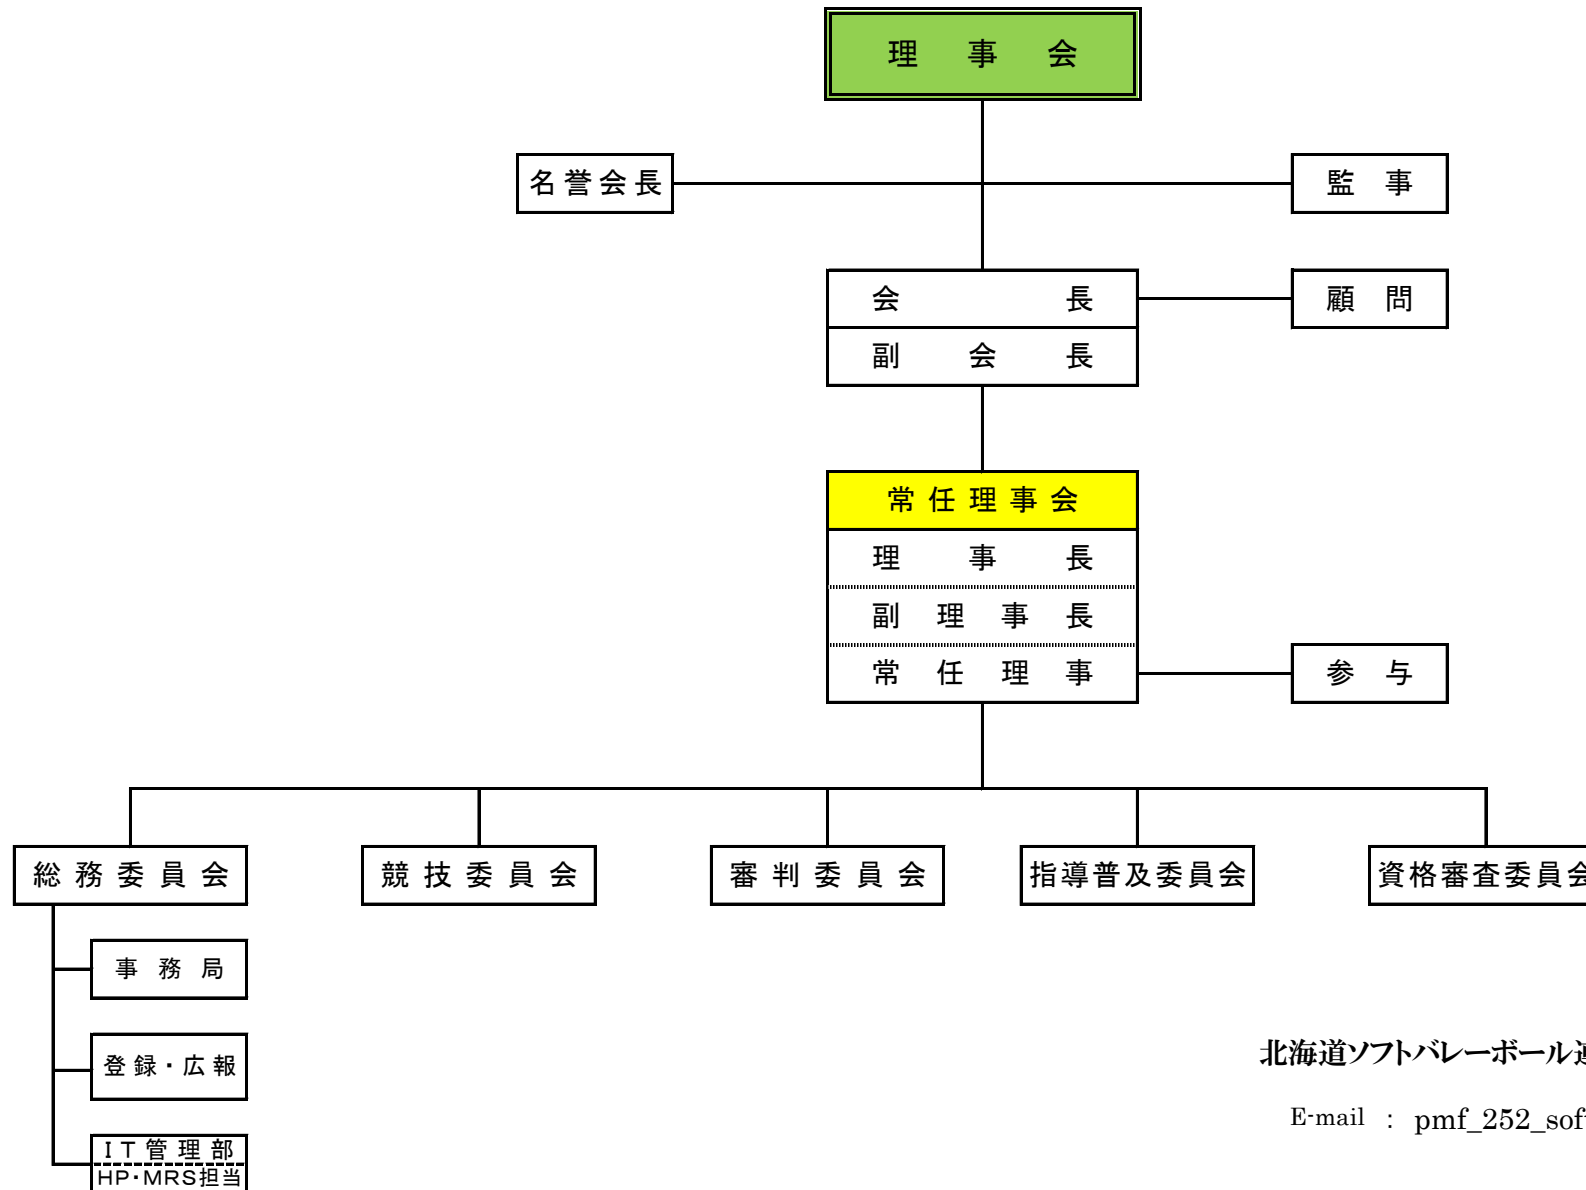 理事会
名誉会長
監事
会長
顧問
副会長
常任理事会
理事長
副理事長
常任理事
参与
総務委員会
競技委員会
審判委員会
指導普及委員会
資格審査委員会
事務局
登録・広報
IT管理部
HP・MRS担当
北海道ソフトバレーボール連
E-mail : pmf_252_sof